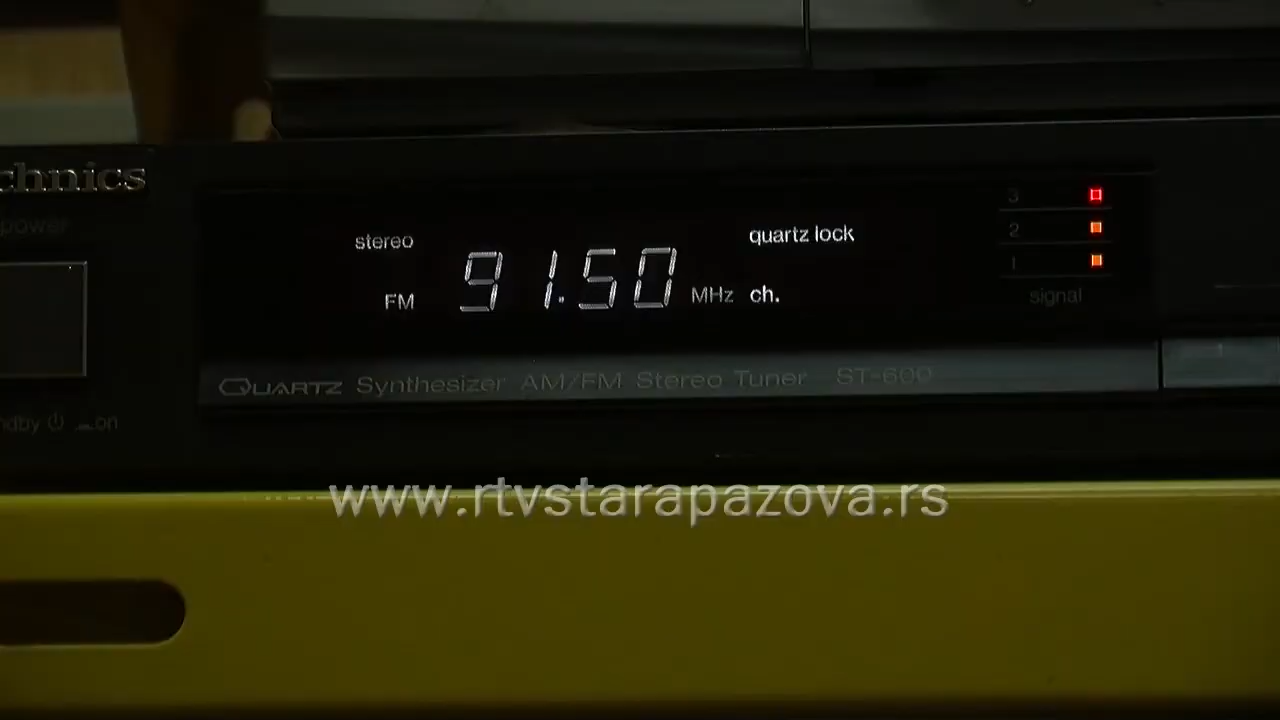 chnics
power
stereo
quartz lock
FM 91.50 MHz ch.
3
2
1
signal
QUARTZ Synthesizer AM/FM Stereo Tuner ST-600
ndby on
www.rtvstarapazova.rs